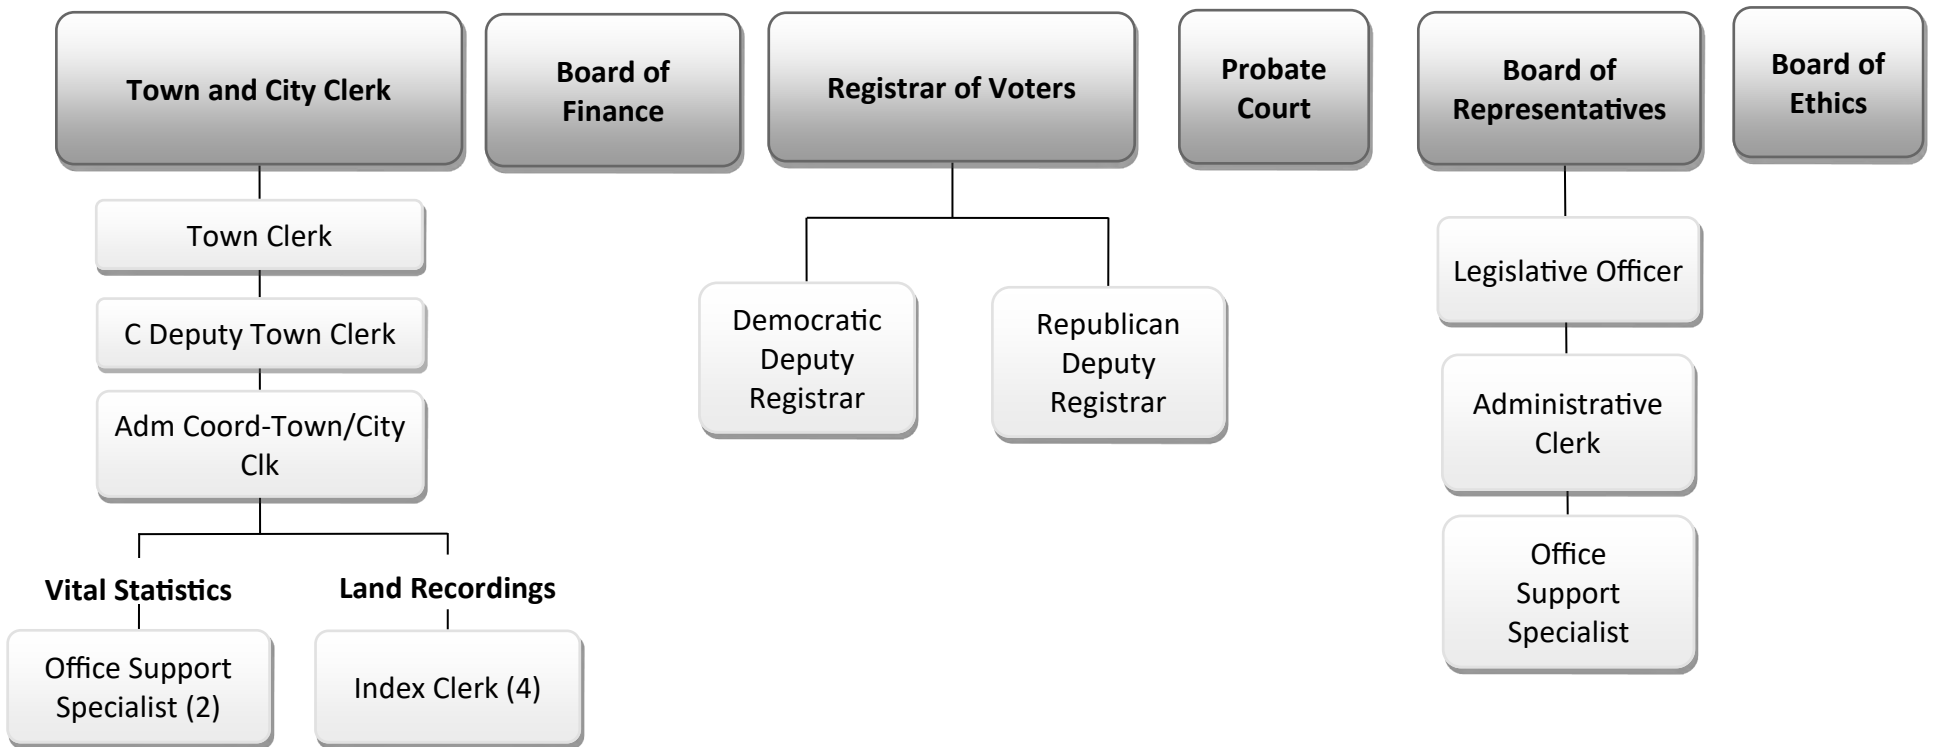 Town and City Clerk
Board of
Finance
Registrar of Voters
Probate
Court
Board of
Representatives
Board of
Ethics
Town Clerk
C Deputy Town Clerk
Adm Coord-Town/City
Clk
Vital Statistics
Land Recordings
Office Support
Specialist (2)
Index Clerk (4)
Democratic
Deputy
Registrar
Republican
Deputy
Registrar
Legislative Officer
Administrative
Clerk
Office
Support
Specialist